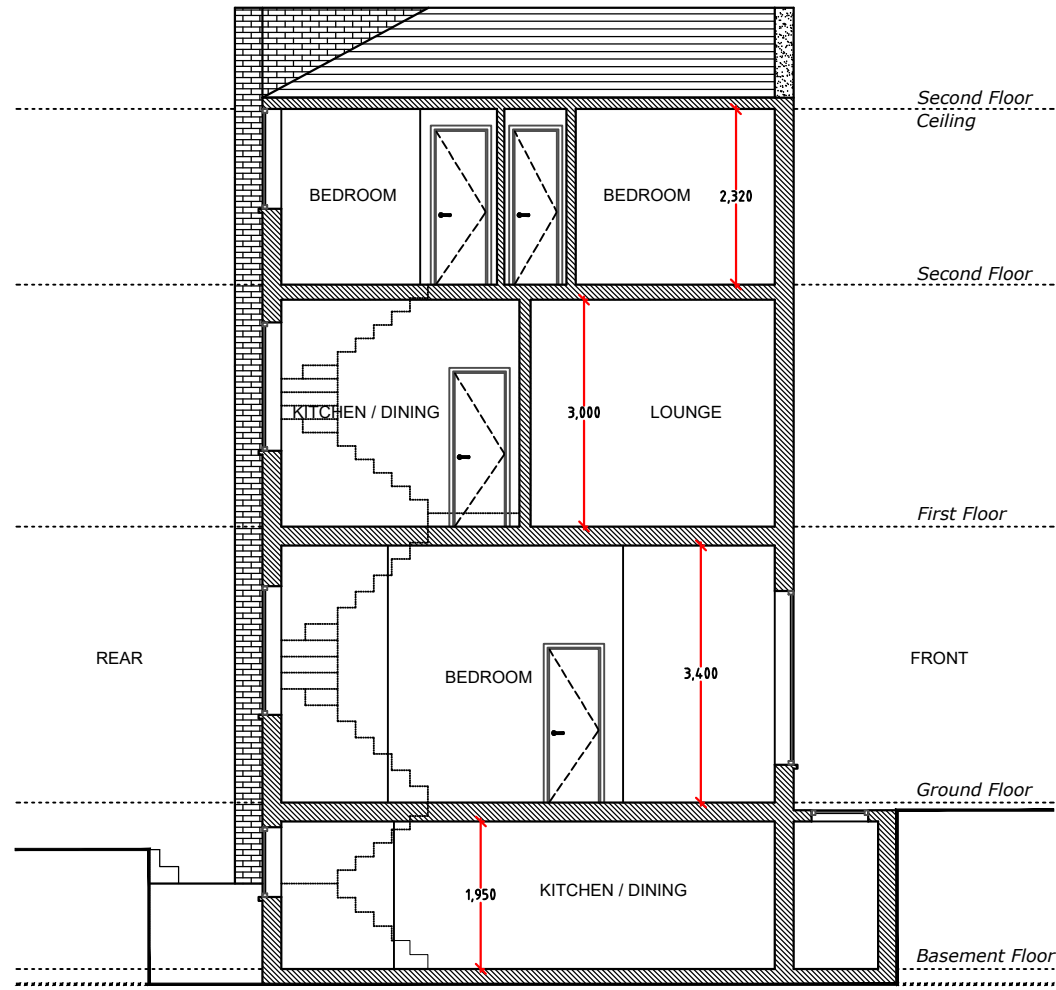 Second Floor
Ceiling
BEDROOM
BEDROOM
2,320
Second Floor
KITCHEN / DINING
3,000
LOUNGE
First Floor
REAR
BEDROOM
3,400
FRONT
Ground Floor
1,950
KITCHEN / DINING
Basement Floor